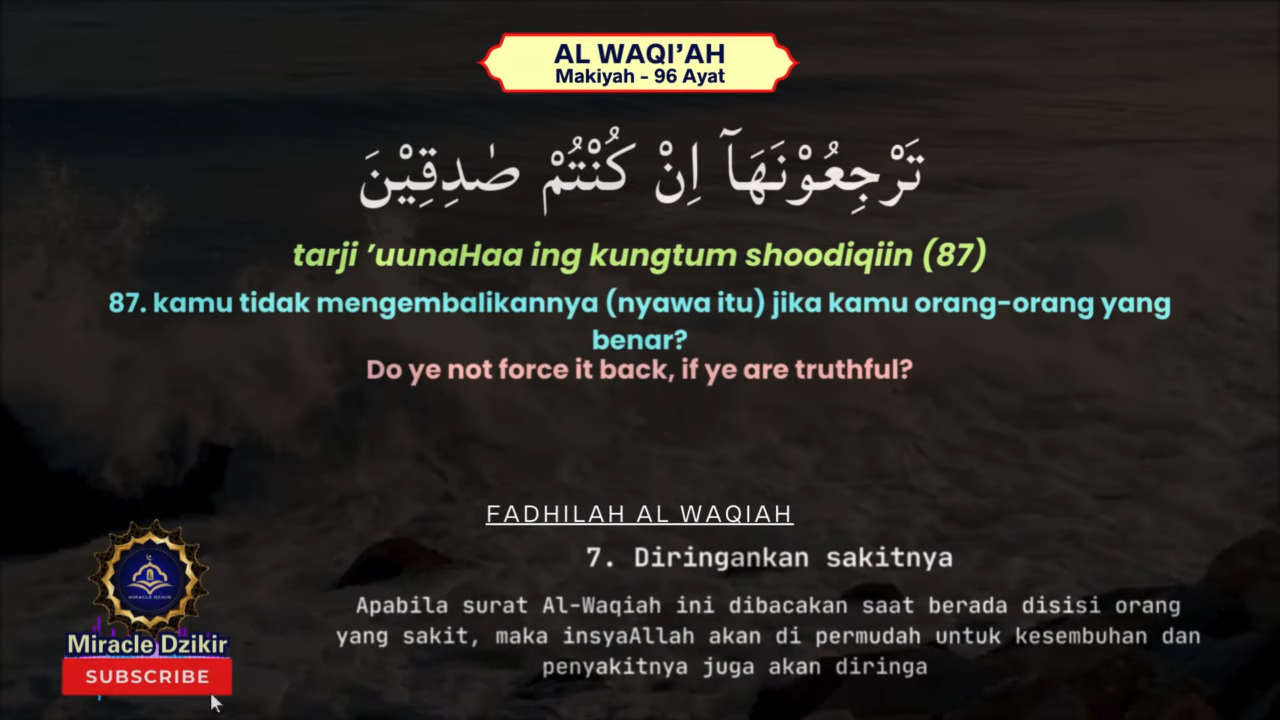 AL WAQI’AH
Makiyah - 96 Ayat
تَرْجِعُوْنَهَآ اِنْ كُنْتُمْ صٰدِقِيْنَ
tarji ’uunaHaa ing kungtum shoodiqiin (87)
87. kamu tidak mengembalikannya (nyawa itu) jika kamu orang-orang yang
benar?
Do ye not force it back, if ye are truthful?
FADHILAH AL WAQIAH
7. Diringankan sakitnya
Apabila surat Al-Waqiah ini dibacakan saat berada disisi orang
yang sakit, maka insyaAllah akan di permudah untuk kesembuhan dan
penyakitnya juga akan diringa
MIRACLE DZIKIR
Miracle Dzikir
SUBSCRIBE